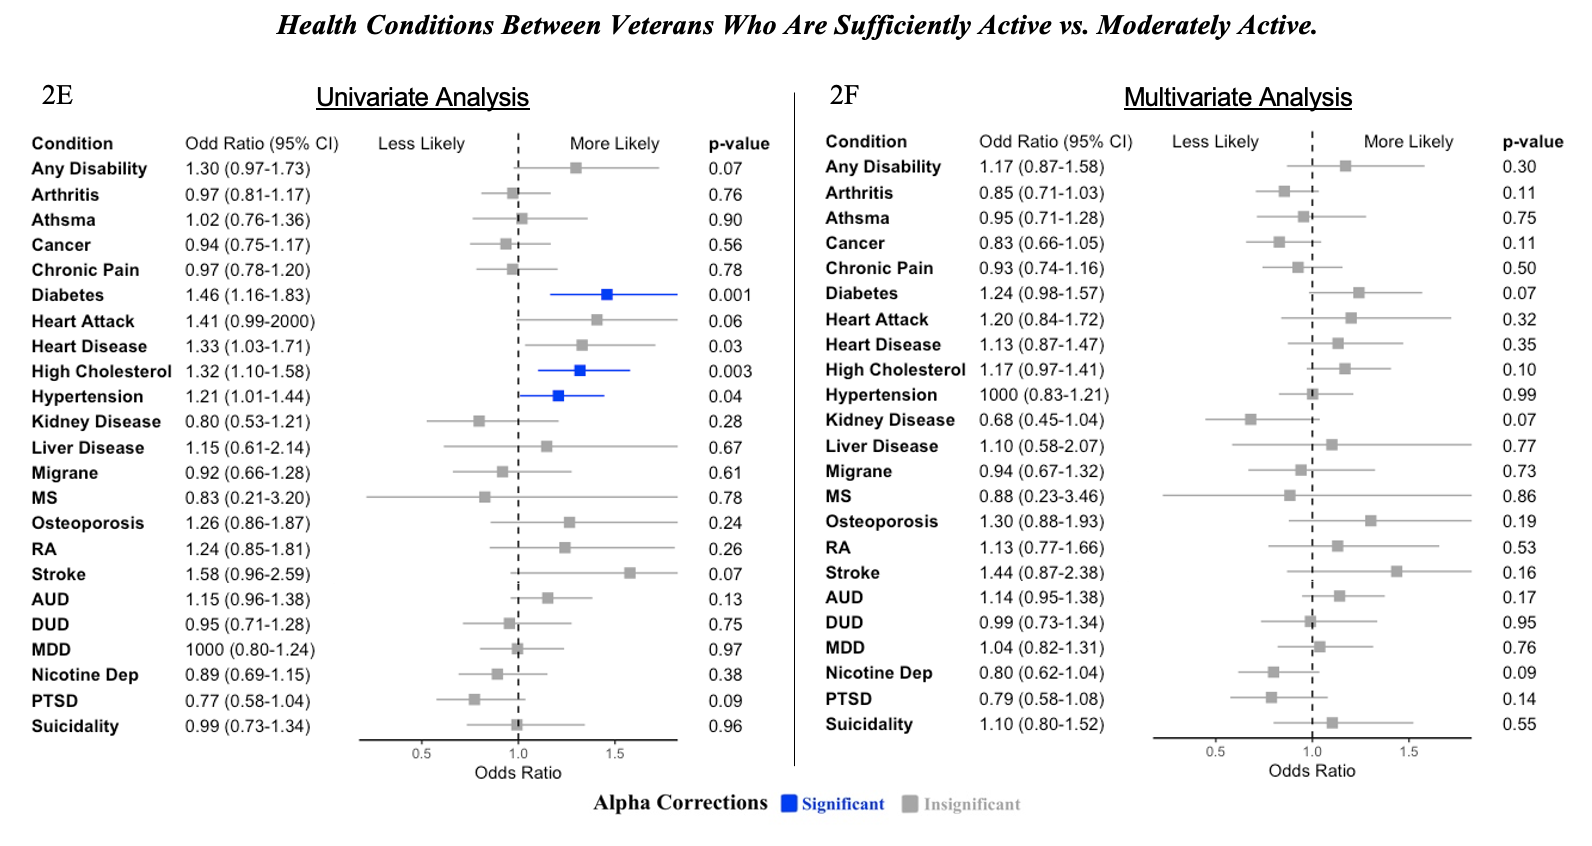 Health Conditions Between Veterans Who Are Sufficiently Active vs. Moderately Active.
2E Univariate Analysis
Condition Odd Ratio (95% CI) Less Likely More Likely p-value
Any Disability 1.30 (0.97-1.73) 0.07
Arthritis 0.97 (0.81-1.17) 0.76
Athsma 1.02 (0.76-1.36) 0.90
Cancer 0.94 (0.75-1.17) 0.56
Chronic Pain 0.97 (0.78-1.20) 0.78
Diabetes 1.46 (1.16-1.83) 0.001
Heart Attack 1.41 (0.99-2000) 0.06
Heart Disease 1.33 (1.03-1.71) 0.03
High Cholesterol 1.32 (1.10-1.58) 0.003
Hypertension 1.21 (1.01-1.44) 0.04
Kidney Disease 0.80 (0.53-1.21) 0.28
Liver Disease 1.15 (0.61-2.14) 0.67
Migrane 0.92 (0.66-1.28) 0.61
MS 0.83 (0.21-3.20) 0.78
Osteoporosis 1.26 (0.86-1.87) 0.24
RA 1.24 (0.85-1.81) 0.26
Stroke 1.58 (0.96-2.59) 0.07
AUD 1.15 (0.96-1.38) 0.13
DUD 0.95 (0.71-1.28) 0.75
MDD 1000 (0.80-1.24) 0.97
Nicotine Dep 0.89 (0.69-1.15) 0.38
PTSD 0.77 (0.58-1.04) 0.09
Suicidality 0.99 (0.73-1.34) 0.96
0.5 1.0 1.5
Odds Ratio
2F Multivariate Analysis
Condition Odd Ratio (95% CI) Less Likely More Likely p-value
Any Disability 1.17 (0.87-1.58) 0.30
Arthritis 0.85 (0.71-1.03) 0.11
Athsma 0.95 (0.71-1.28) 0.75
Cancer 0.83 (0.66-1.05) 0.11
Chronic Pain 0.93 (0.74-1.16) 0.50
Diabetes 1.24 (0.98-1.57) 0.07
Heart Attack 1.20 (0.84-1.72) 0.32
Heart Disease 1.13 (0.87-1.47) 0.35
High Cholesterol 1.17 (0.97-1.41) 0.10
Hypertension 1000 (0.83-1.21) 0.99
Kidney Disease 0.68 (0.45-1.04) 0.07
Liver Disease 1.10 (0.58-2.07) 0.77
Migrane 0.94 (0.67-1.32) 0.73
MS 0.88 (0.23-3.46) 0.86
Osteoporosis 1.30 (0.88-1.93) 0.19
RA 1.13 (0.77-1.66) 0.53
Stroke 1.44 (0.87-2.38) 0.16
AUD 1.14 (0.95-1.38) 0.17
DUD 0.99 (0.73-1.34) 0.95
MDD 1.04 (0.82-1.31) 0.76
Nicotine Dep 0.80 (0.62-1.04) 0.09
PTSD 0.79 (0.58-1.08) 0.14
Suicidality 1.10 (0.80-1.52) 0.55
0.5 1.0 1.5
Odds Ratio
Alpha Corrections Significant Insignificant